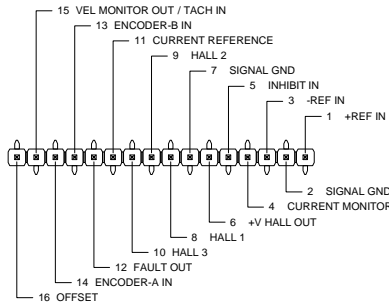 15 VEL MONITOR OUT / TACH IN
13 ENCODER-B IN
11 CURRENT REFERENCE
9 HALL 2
7 SIGNAL GND
5 INHIBIT IN
3 -REF IN
1 +REF IN
2 SIGNAL GND
4 CURRENT MONITOR
6 +V HALL OUT
8 HALL 1
10 HALL 3
12 FAULT OUT
14 ENCODER-A IN
16 OFFSET